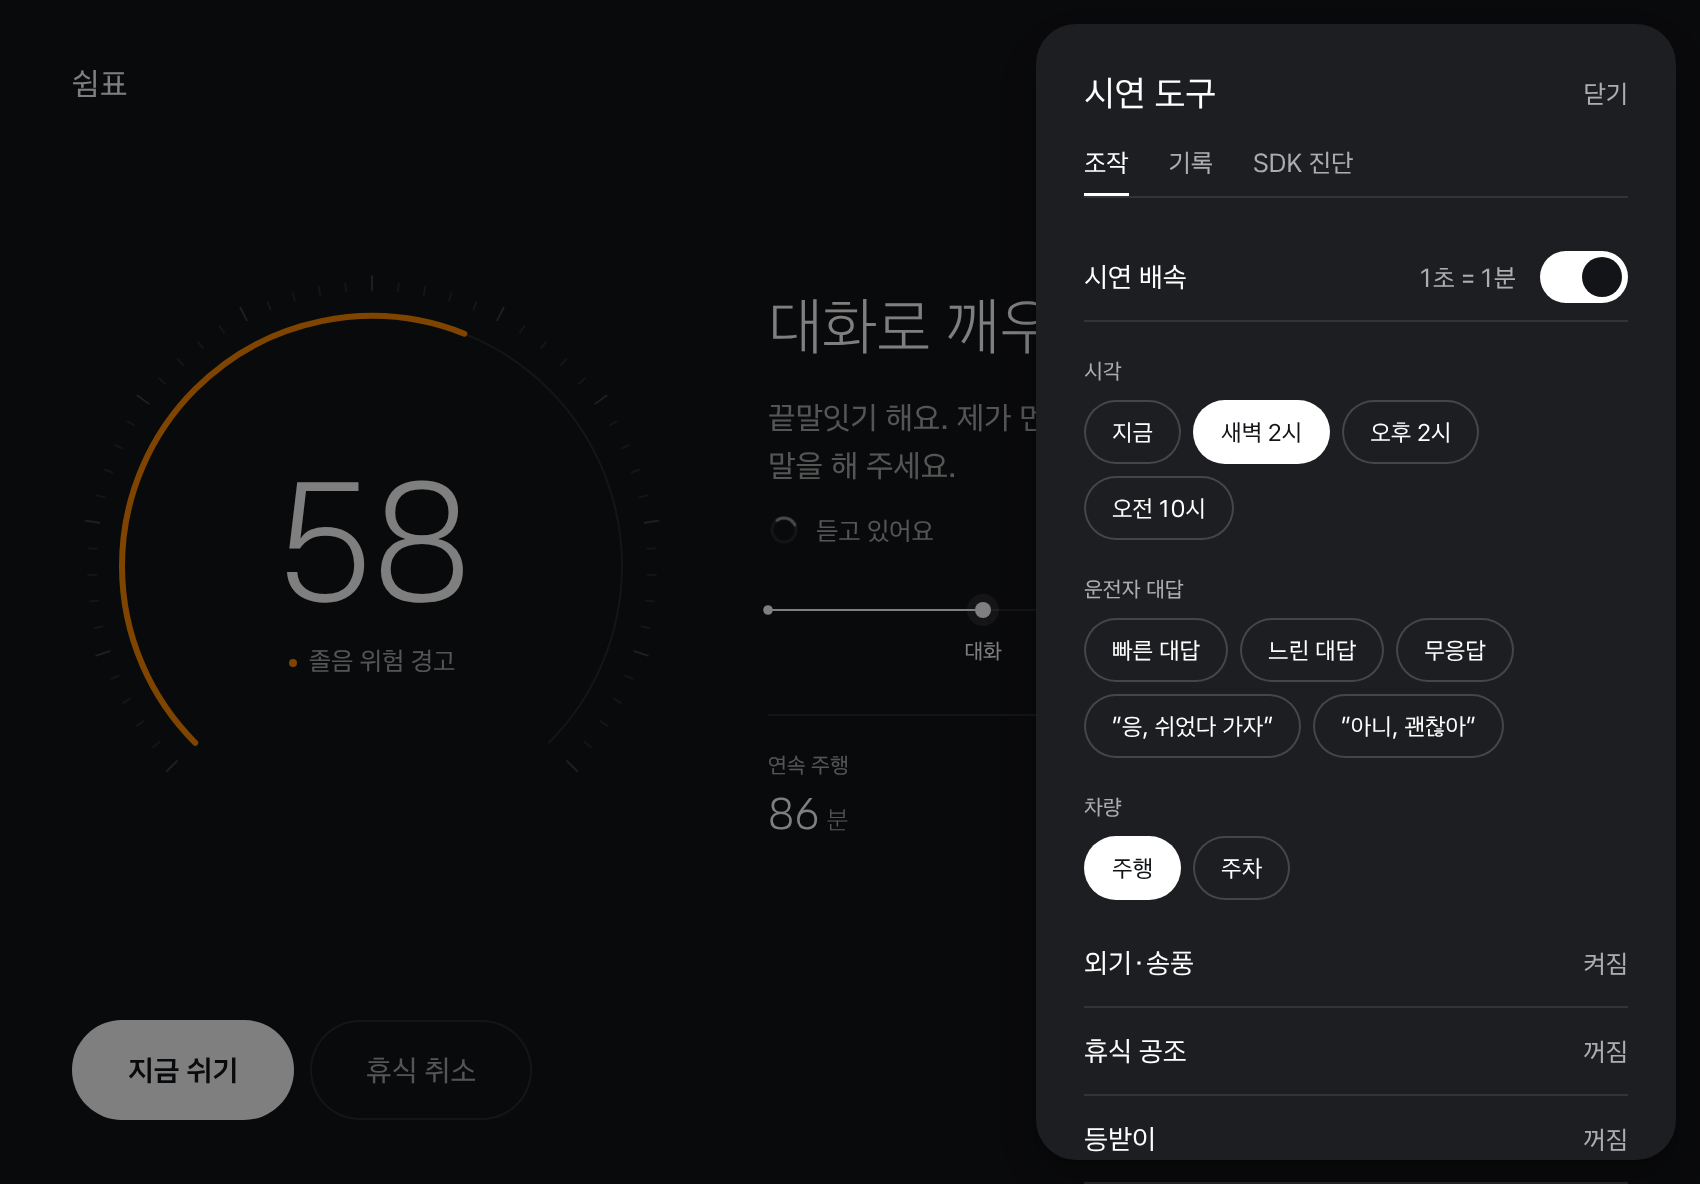 쉼표
58
졸음 위험 경고
대화로 깨우
끝말잇기 해요. 제가 먼
말을 해 주세요.
듣고 있어요
대화
연속 주행
86 분
지금 쉬기
휴식 취소
시연 도구
닫기
조작
기록
SDK 진단
시연 배속
1초 = 1분
시각
지금
새벽 2시
오후 2시
오전 10시
운전자 대답
빠른 대답
느린 대답
무응답
"응, 쉬었다 가자"
"아니, 괜찮아"
차량
주행
주차
외기·송풍
켜짐
휴식 공조
꺼짐
등받이
꺼짐